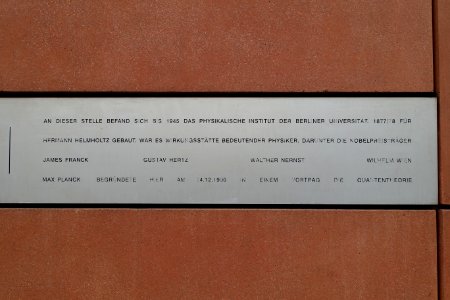 AN DIESER STELLE BEFAND SICH BIS 1945 DAS PHYSIKALISCHE INSTITUT DER BERLINER UNIVERSITÄT. 1877/78 FÜR
HERMANN HELMHOLTZ GEBAUT, WAR ES WIRKUNGSSTÄTTE BEDEUTENDER PHYSIKER, DARUNTER DIE NOBELPREISTRÄGER
JAMES FRANCK GUSTAV HERTZ WALTHER NERNST WILHELM WIEN
MAX PLANCK BEGRÜNDETE HIER AM 14.12.1900 IN EINEM VORTRAG DIE QUANTENTHEORIE